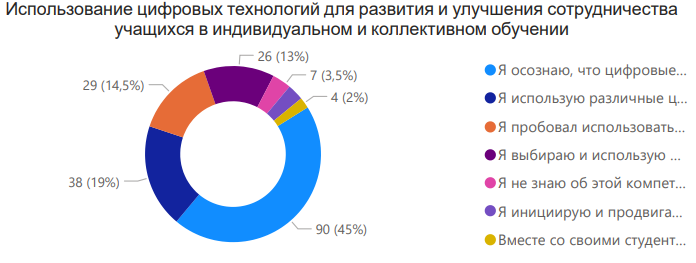 Использование цифровых технологий для развития и улучшения сотрудничества
учащихся в индивидуальном и коллективном обучении
26 (13%)
7 (3,5%)
4 (2%)
29 (14,5%)
38 (19%)
90 (45%)
Я осознаю, что цифровые...
Я использую различные ц...
Я пробовал использовать...
Я выбираю и использую ...
Я не знаю об этой компет...
Я инициирую и продвига...
Вместе со своими студент...